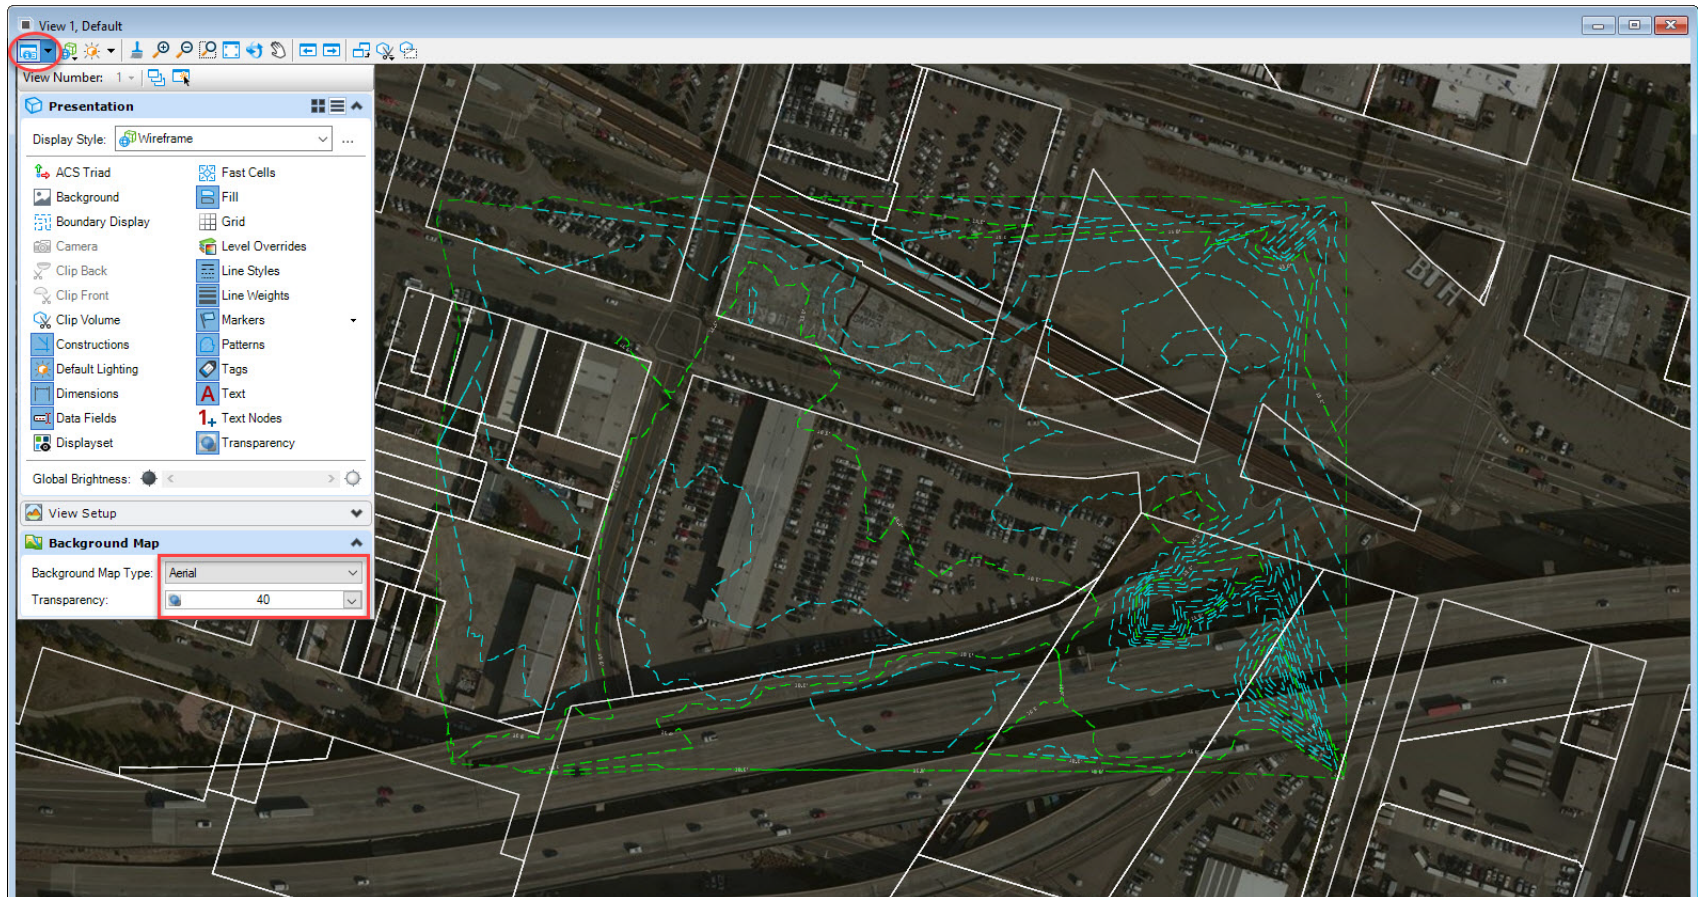 View 1, Default
View Number: 1
Presentation
Display Style: Wireframe ...
ACS Triad Fast Cells
Background Fill
Boundary Display Grid
Camera Level Overrides
Clip Back Line Styles
Clip Front Line Weights
Clip Volume Markers
Constructions Patterns
Default Lighting Tags
Dimensions Text
Data Fields Text Nodes
Displayset Transparency
Global Brightness:
View Setup
Background Map
Background Map Type: Aerial
Transparency: 40